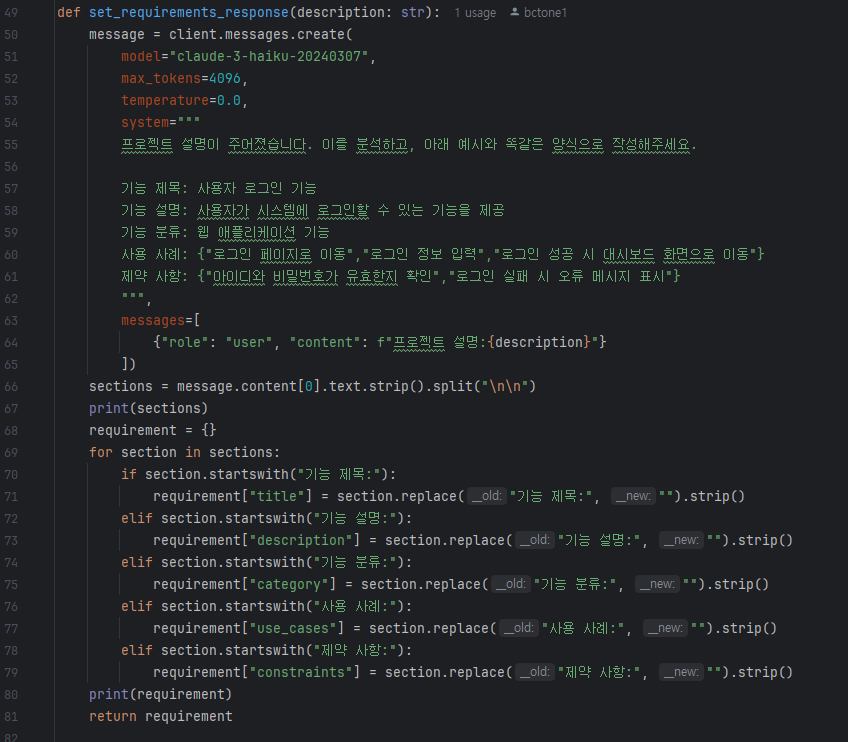 49 def set_requirements_response(description: str): 1 usage bctone1
50 message = client.messages.create(
51 model="claude-3-haiku-20240307",
52 max_tokens=4096,
53 temperature=0.0,
54 system="""
55 프로젝트 설명이 주어졌습니다. 이를 분석하고, 아래 예시와 똑같은 양식으로 작성해주세요.
56
57 기능 제목: 사용자 로그인 기능
58 기능 설명: 사용자가 시스템에 로그인할 수 있는 기능을 제공
59 기능 분류: 웹 애플리케이션 기능
60 사용 사례: {"로그인 페이지로 이동","로그인 정보 입력","로그인 성공 시 대시보드 화면으로 이동"}
61 제약 사항: {"아이디와 비밀번호가 유효한지 확인","로그인 실패 시 오류 메시지 표시"}
62 """,
63 messages=[
64 {"role": "user", "content": f"프로젝트 설명:{description}"}
65 ])
66 sections = message.content[0].text.strip().split("\n\n")
67 print(sections)
68 requirement = {}
69 for section in sections:
70 if section.startswith("기능 제목:"):
71 requirement["title"] = section.replace( __old: "기능 제목:", __new: "").strip()
72 elif section.startswith("기능 설명:"):
73 requirement["description"] = section.replace( __old: "기능 설명:", __new: "").strip()
74 elif section.startswith("기능 분류:"):
75 requirement["category"] = section.replace( __old: "기능 분류:", __new: "").strip()
76 elif section.startswith("사용 사례:"):
77 requirement["use_cases"] = section.replace( __old: "사용 사례:", __new: "").strip()
78 elif section.startswith("제약 사항:"):
79 requirement["constraints"] = section.replace( __old: "제약 사항:", __new: "").strip()
80 print(requirement)
81 return requirement
82